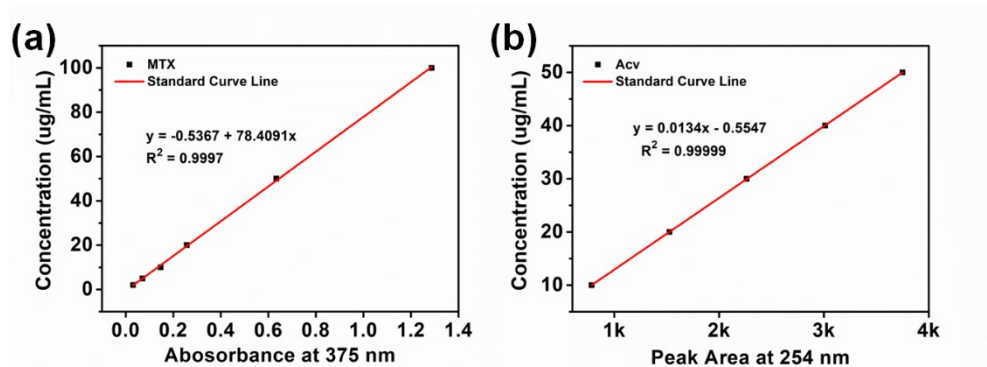 (a)
MTX
Standard Curve Line
y = -0.5367 + 78.4091x
R² = 0.9997
Concentration (ug/mL)
100
80
60
40
20
0
0.0 0.2 0.4 0.6 0.8 1.0 1.2 1.4
Abosorbance at 375 nm
(b)
Acv
Standard Curve Line
y = 0.0134x - 0.5547
R² = 0.99999
Concentration (ug/mL)
50
40
30
20
10
1k 2k 3k 4k
Peak Area at 254 nm